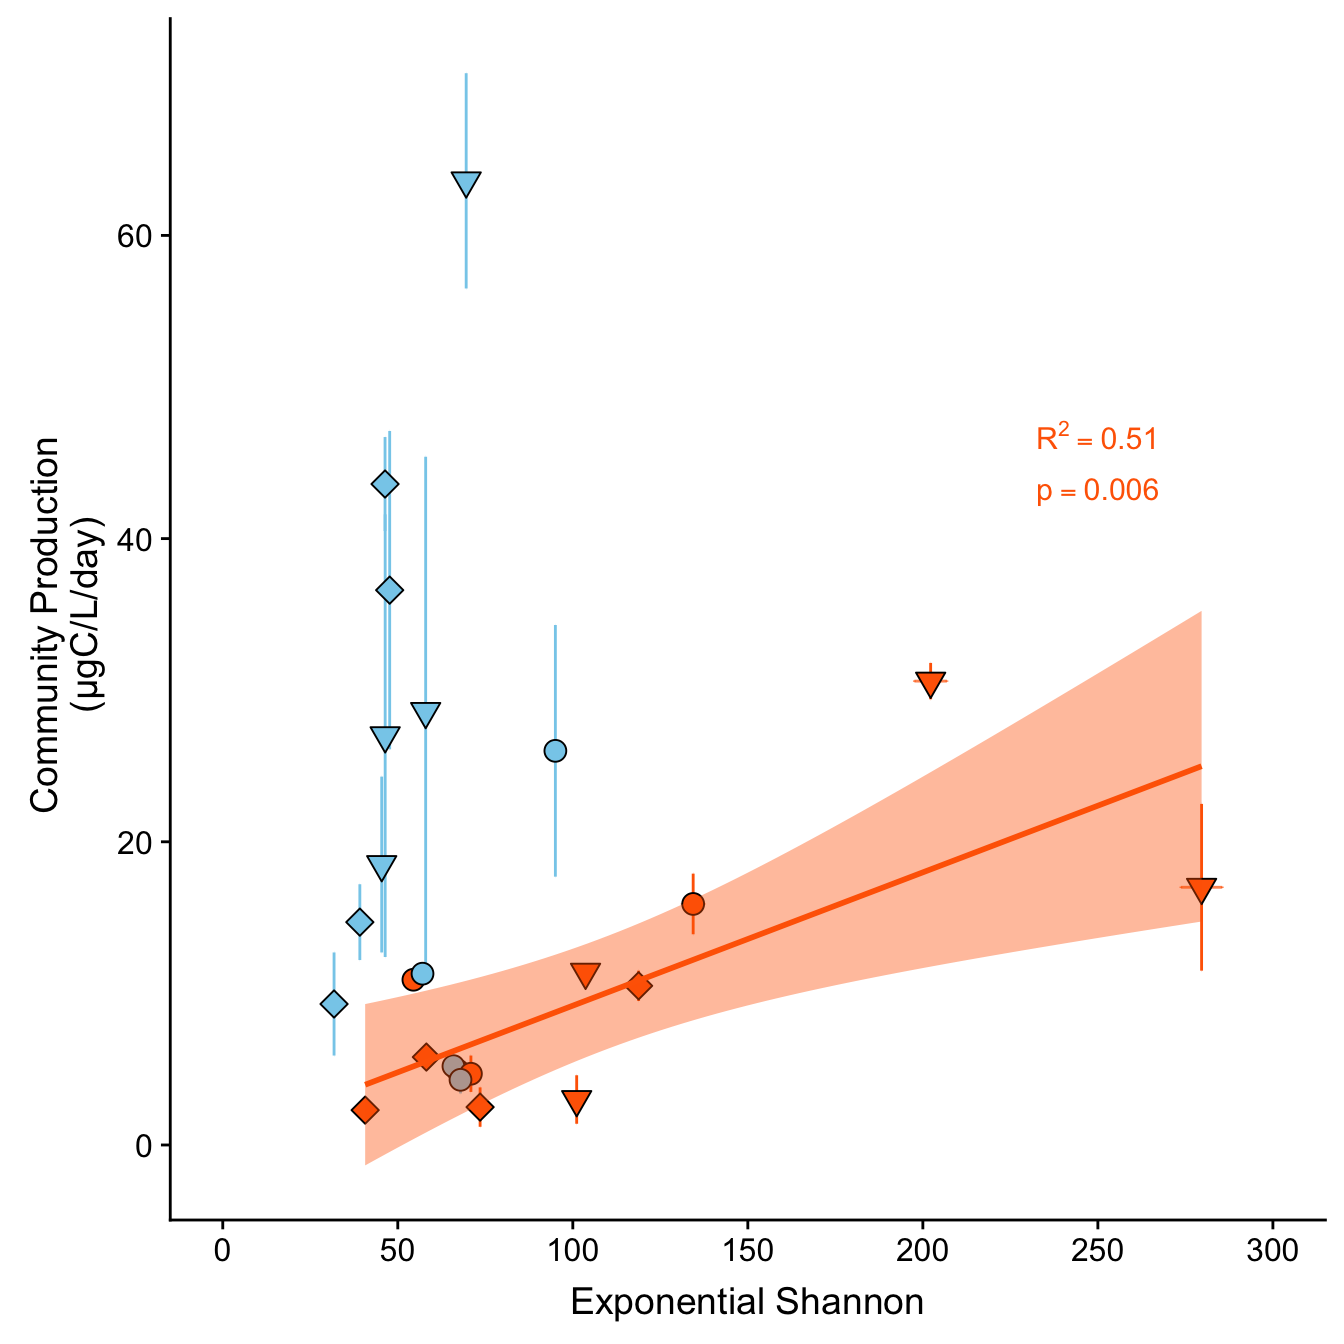 60
40
20
0
Community Production
(µgC/L/day)
R² = 0.51
p = 0.006
0 50 100 150 200 250 300
Exponential Shannon